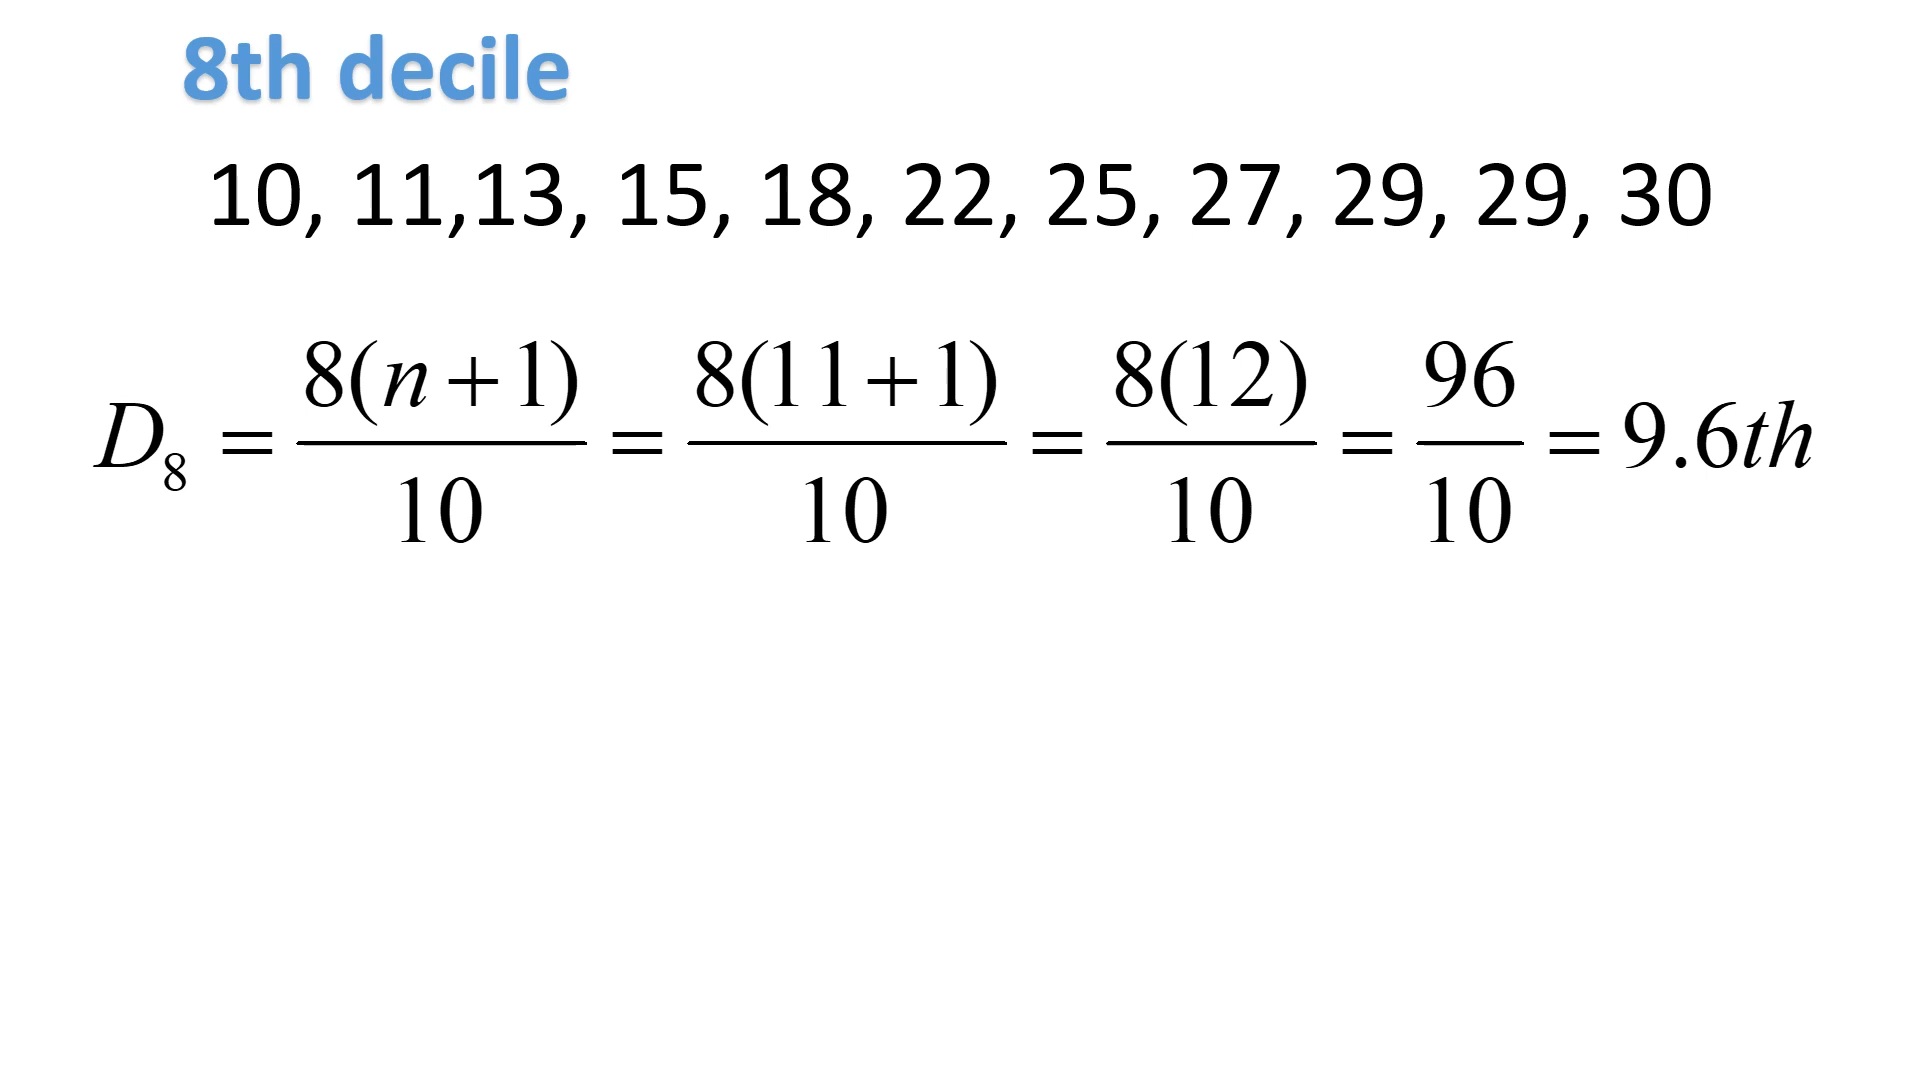 8th decile
10, 11,13, 15, 18, 22, 25, 27, 29, 29, 30
D₈ = 8(n+1)/10 = 8(11+1)/10 = 8(12)/10 = 96/10 = 9.6th